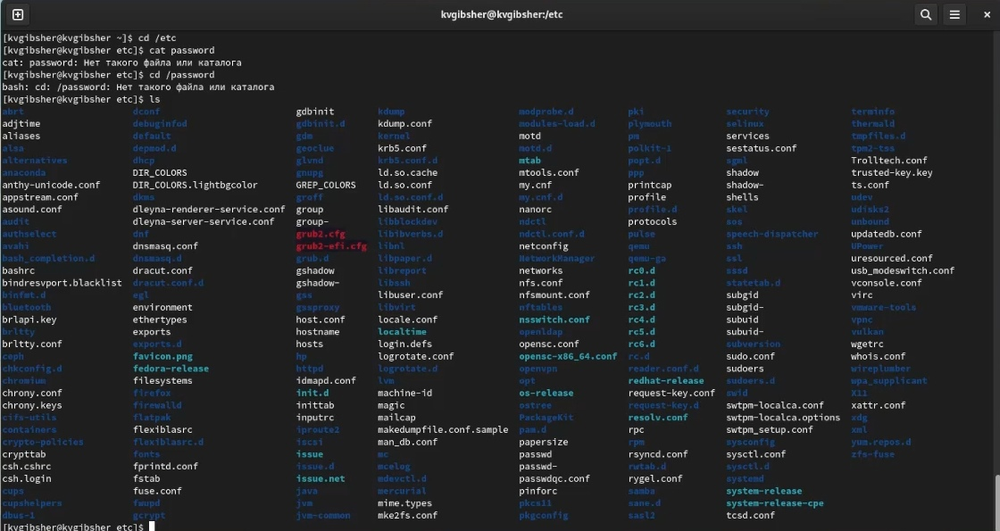 kvgibsher@kvgibsher:/etc
[kvgibsher@kvgibsher ~]$ cd /etc
[kvgibsher@kvgibsher etc]$ cat password
cat: password: Нет такого файла или каталога
[kvgibsher@kvgibsher etc]$ cd /password
bash: cd: /password: Нет такого файла или каталога
[kvgibsher@kvgibsher etc]$ ls
abrt dconf gdbinit kdump modprobe.d pki security terminfo
adjtime debuginfod gdbinit.d kdump.conf modules-load.d plymouth selinux thermald
aliases default gdm kernel motd pm services tmpfiles.d
alsa depmod.d geoclue krb5.conf motd.d polkit-1 sestatus.conf tpm2-tss
alternatives dhcp glvnd krb5.conf.d mtab popt.d sgml Trolltech.conf
anaconda DIR_COLORS gnupg ld.so.cache mtools.conf ppp shadow trusted-key.key
anthy-unicode.conf DIR_COLORS.lightbgcolor GREP_COLORS ld.so.conf my.cnf printcap shadow- ts.conf
appstream.conf dkms groff ld.so.conf.d my.cnf.d profile shells udev
asound.conf dleyna-renderer-service.conf group libaudit.conf nanorc profile.d skel udisks2
audit dleyna-server-service.conf group- libblockdev ndctl protocols sos unbound
authselect dnf grub2.cfg libibverbs.d ndctl.conf.d pulse speech-dispatcher updatedb.conf
avahi dnsmasq.conf grub2-efi.cfg libnl netconfig qemu ssh UPower
bash_completion.d dnsmasq.d grub.d libpaper.d NetworkManager qemu-ga ssl uresourced.conf
bashrc dracut.conf gshadow libreport networks rc0.d sssd usb_modeswitch.conf
bindresvport.blacklist dracut.conf.d gshadow- libssh nfs.conf rc1.d statetab.d vconsole.conf
binfmt.d egl gss libuser.conf nfsmount.conf rc2.d subgid virc
bluetooth environment gssproxy libvirt nftables rc3.d subgid- vmware-tools
brlapi.key ethertypes host.conf locale.conf nsswitch.conf rc4.d subuid vpnc
brltty exports hostname localtime openldap rc5.d subuid- vulkan
brltty.conf exports.d hosts login.defs opensc.conf rc6.d subversion wgetrc
ceph favicon.png hp logrotate.conf opensc-x86_64.conf rc.d sudo.conf whois.conf
chkconfig.d fedora-release httpd logrotate.d openvpn reader.conf.d sudoers wireplumber
chromium filesystems idmapd.conf lvm opt redhat-release sudoers.d wpa_supplicant
chrony.conf firefox init.d machine-id os-release request-key.conf swid X11
chrony.keys firewalld inittab magic ostree request-key.d swtpm-localca.conf xattr.conf
cifs-utils flatpak inputrc mailcap PackageKit resolv.conf swtpm-localca.options xdg
containers flexiblasrc iproute2 makedumpfile.conf.sample pam.d rpc swtpm_setup.conf xml
crypto-policies flexiblasrc.d iscsi man_db.conf papersize rpm sysconfig yum.repos.d
crypttab fonts issue mc passwd rsyncd.conf sysctl.conf zfs-fuse
csh.cshrc fprintd.conf issue.d mcelog passwd- rwtab.d sysctl.d
csh.login fstab issue.net mdevctl.d passwdqc.conf rygel.conf systemd
cups fuse.conf java mercurial pinforc samba system-release
cupshelpers fwupd jvm mime.types pkcs11 sane.d system-release-cpe
dbus-1 gcrypt jvm-common mke2fs.conf pkgconfig sasl2 tcsd.conf
[kvgibsher@kvgibsher etc]$